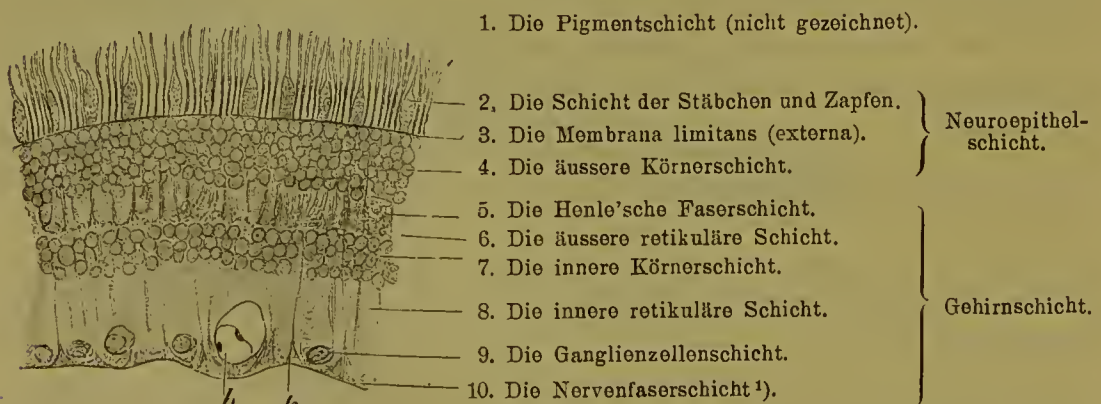 1. Die Pigmentschicht (nicht gezeichnet).
2. Die Schicht der Stäbchen und Zapfen.
3. Die Membrana limitans (externa).
Neuroepithel-
schicht.
4. Die äussere Körnerschicht.
5. Die Henle'sche Faserschicht.
6. Die äussere retikuläre Schicht.
7. Die innere Körnerschicht.
8. Die innere retikuläre Schicht.
Gehirnschicht.
9. Die Ganglienzellenschicht.
10. Die Nervenfaserschicht ¹).